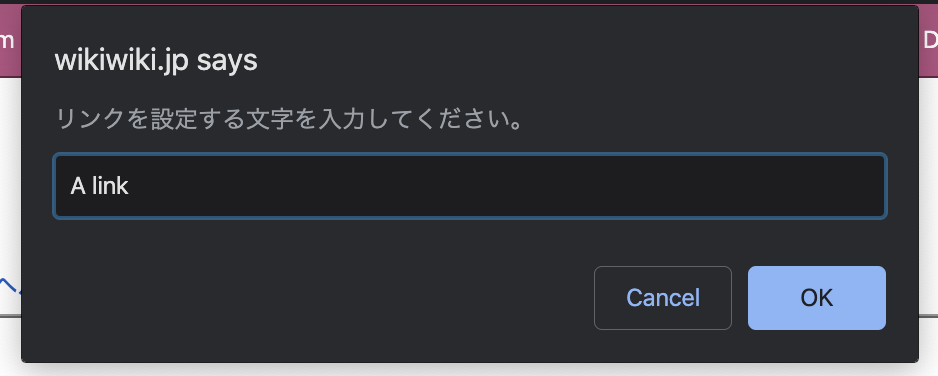 m
D
wikiwiki.jp says
リンクを設定する文字を入力してください。
A link
へ
Cancel
OK